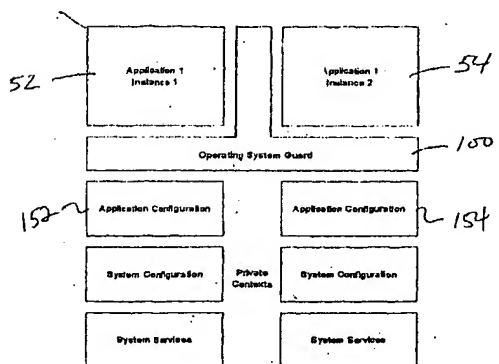 Application 1
Instance 1
Application 1
Instance 2
52
54
Operating System Guard
100
152
Application Configuration
Application Configuration
154
System Configuration
Private
Contexts
System Configuration
System Services
System Services